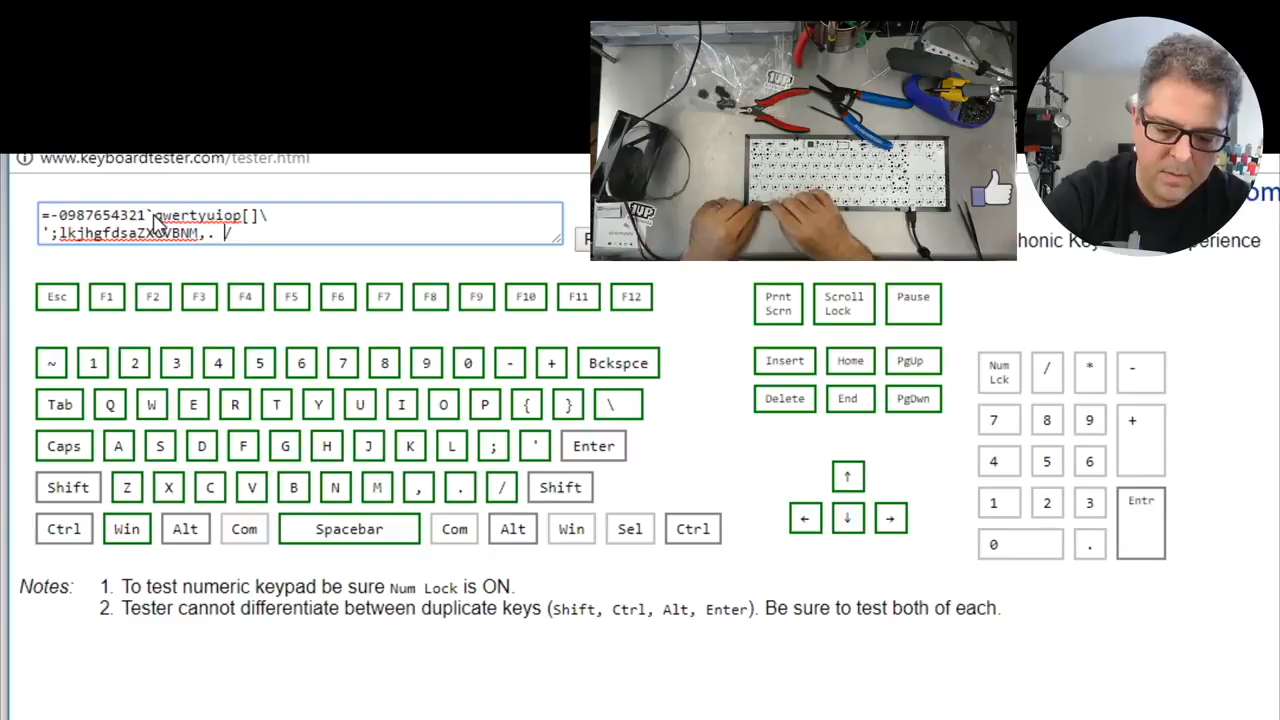 www.keyboardtester.com/tester.html
=-0987654321`qwertyuiop[]\
';lkjhgfdsaZXCVBNM,. /
om
phonic Key
perience
Esc F1 F2 F3 F4 F5 F6 F7 F8 F9 F10 F11 F12
Prnt Scrn Scroll Lock Pause
~ 1 2 3 4 5 6 7 8 9 0 - + Bckspce
Insert Home PgUp
Num Lck / * -
Tab Q W E R T Y U I O P { } \
Delete End PgDwn
7 8 9 +
Caps A S D F G H J K L ; ' Enter
4 5 6
Shift Z X C V B N M , . / Shift
↑
1 2 3 Entr
Ctrl Win Alt Com Spacebar Com Alt Win Sel Ctrl
← ↓ →
0 .
Notes: 1. To test numeric keypad be sure Num Lock is ON.
2. Tester cannot differentiate between duplicate keys (Shift, Ctrl, Alt, Enter). Be sure to test both of each.
1UP
1UP